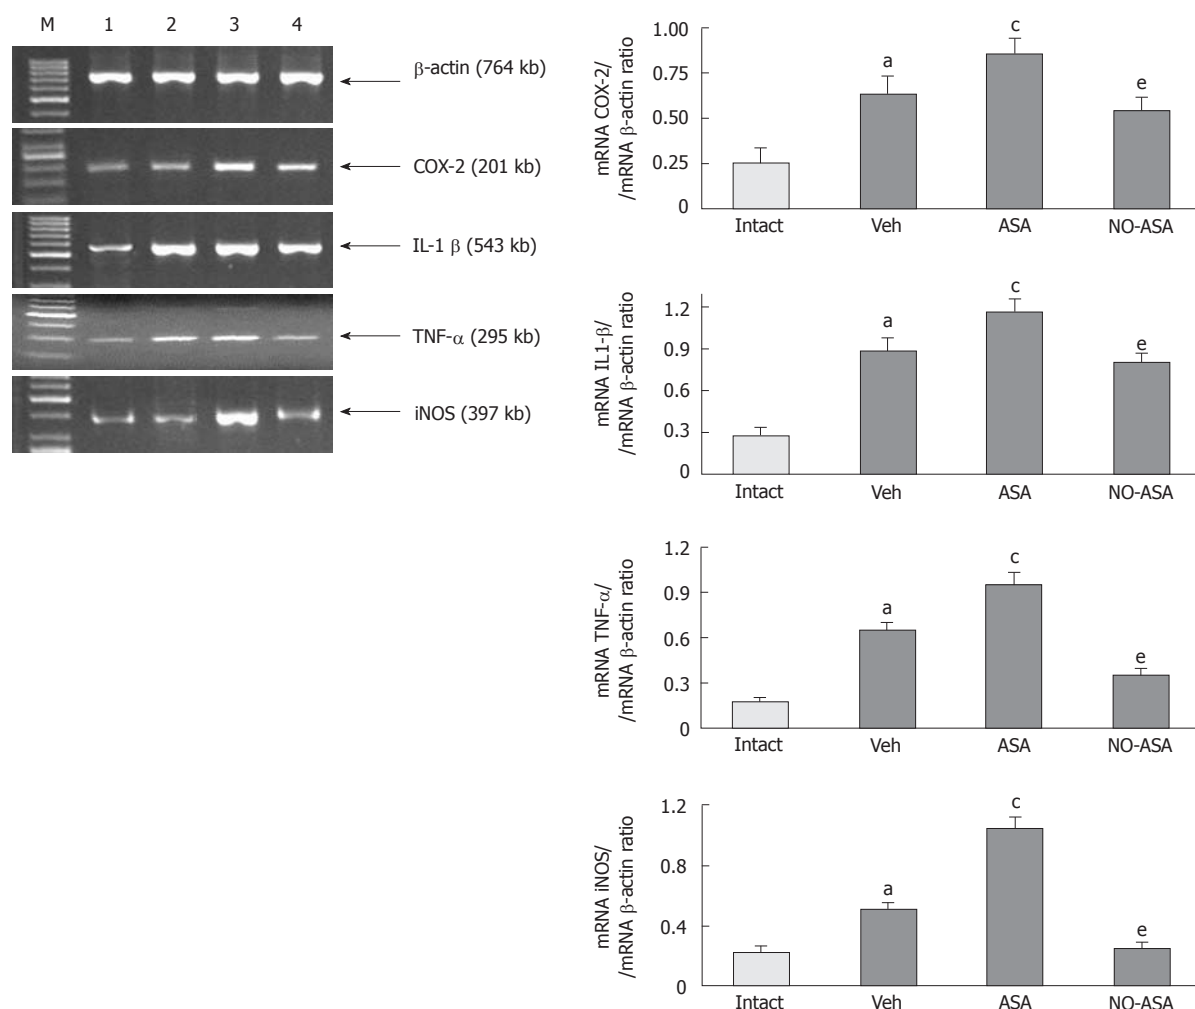 M 1 2 3 4
β-actin (764 kb)
COX-2 (201 kb)
IL-1 β (543 kb)
TNF-α (295 kb)
iNOS (397 kb)
mRNA COX-2/
/mRNA β-actin ratio
1.00
0.75
0.50
0.25
0
a
c
e
Intact Veh ASA NO-ASA
mRNA IL1-β/
/mRNA β-actin ratio
1.2
0.9
0.6
0.3
0
a
c
e
Intact Veh ASA NO-ASA
mRNA TNF-α/
/mRNA β-actin ratio
1.2
0.9
0.6
0.3
0
a
c
e
Intact Veh ASA NO-ASA
mRNA iNOS/
/mRNA β-actin ratio
1.2
0.8
0.4
0
a
c
e
Intact Veh ASA NO-ASA